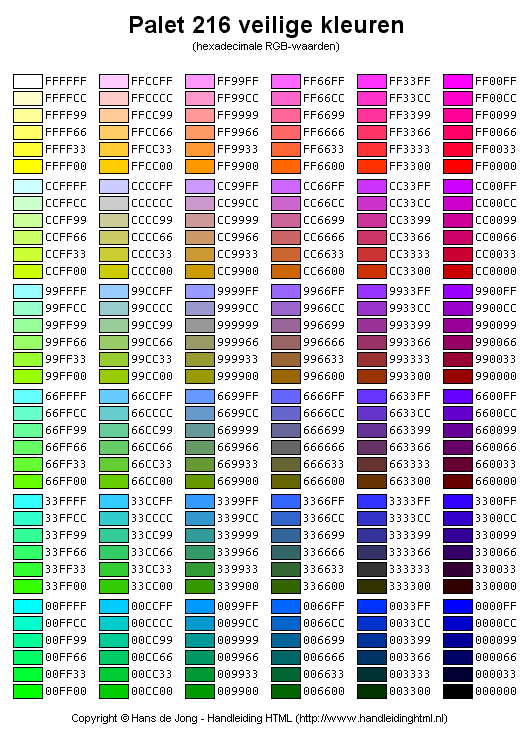 Palet 216 veilige kleuren
(hexadecimale RGB-waarden)
FFFFFF FFCCFF FF99FF FF66FF FF33FF FF00FF
FFFFCC FFCCCC FF99CC FF66CC FF33CC FF00CC
FFFF99 FFCC99 FF9999 FF6699 FF3399 FF0099
FFFF66 FFCC66 FF9966 FF6666 FF3366 FF0066
FFFF33 FFCC33 FF9933 FF6633 FF3333 FF0033
FFFF00 FFCC00 FF9900 FF6600 FF3300 FF0000
CCFFFF CCCCFF CC99FF CC66FF CC33FF CC00FF
CCFFCC CCCCCC CC99CC CC66CC CC33CC CC00CC
CCFF99 CCCC99 CC9999 CC6699 CC3399 CC0099
CCFF66 CCCC66 CC9966 CC6666 CC3366 CC0066
CCFF33 CCCC33 CC9933 CC6633 CC3333 CC0033
CCFF00 CCCC00 CC9900 CC6600 CC3300 CC0000
99FFFF 99CCFF 9999FF 9966FF 9933FF 9900FF
99FFCC 99CCCC 9999CC 9966CC 9933CC 9900CC
99FF99 99CC99 999999 996699 993399 990099
99FF66 99CC66 999966 996666 993366 990066
99FF33 99CC33 999933 996633 993333 990033
99FF00 99CC00 999900 996600 993300 990000
66FFFF 66CCFF 6699FF 6666FF 6633FF 6600FF
66FFCC 66CCCC 6699CC 6666CC 6633CC 6600CC
66FF99 66CC99 669999 666699 663399 660099
66FF66 66CC66 669966 666666 663366 660066
66FF33 66CC33 669933 666633 663333 660033
66FF00 66CC00 669900 666600 663300 660000
33FFFF 33CCFF 3399FF 3366FF 3333FF 3300FF
33FFCC 33CCCC 3399CC 3366CC 3333CC 3300CC
33FF99 33CC99 339999 336699 333399 330099
33FF66 33CC66 339966 336666 333366 330066
33FF33 33CC33 339933 336633 333333 330033
33FF00 33CC00 339900 336600 333300 330000
00FFFF 00CCFF 0099FF 0066FF 0033FF 0000FF
00FFCC 00CCCC 0099CC 0066CC 0033CC 0000CC
00FF99 00CC99 009999 006699 003399 000099
00FF66 00CC66 009966 006666 003366 000066
00FF33 00CC33 009933 006633 003333 000033
00FF00 00CC00 009900 006600 003300 000000
Copyright © Hans de Jong - Handleiding HTML (http://www.handleidinghtml.nl)